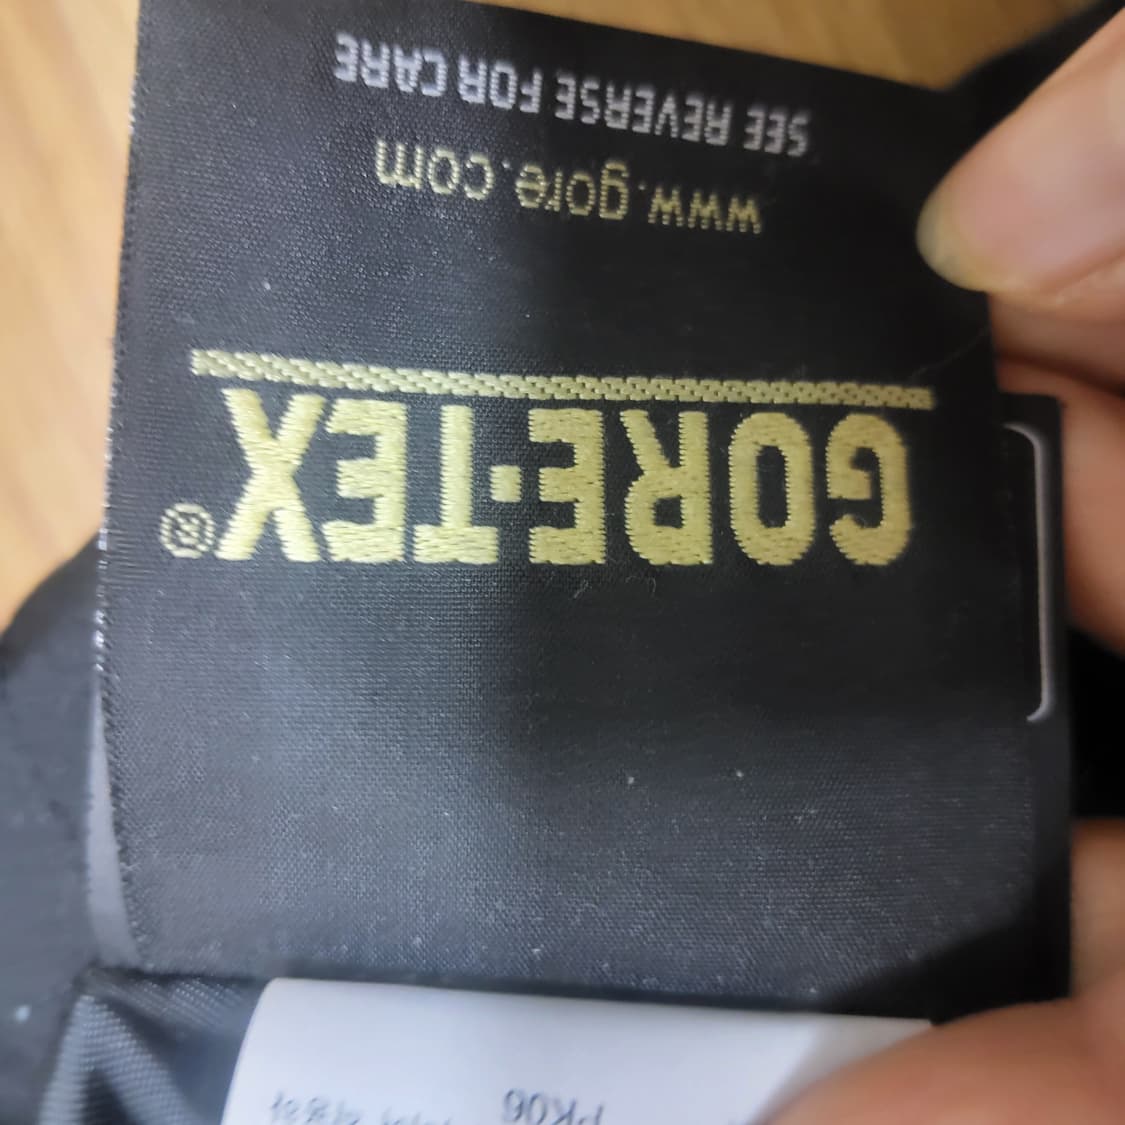 GORE-TEX®
www.gore.com
SEE REVERSE FOR CARE
PK06